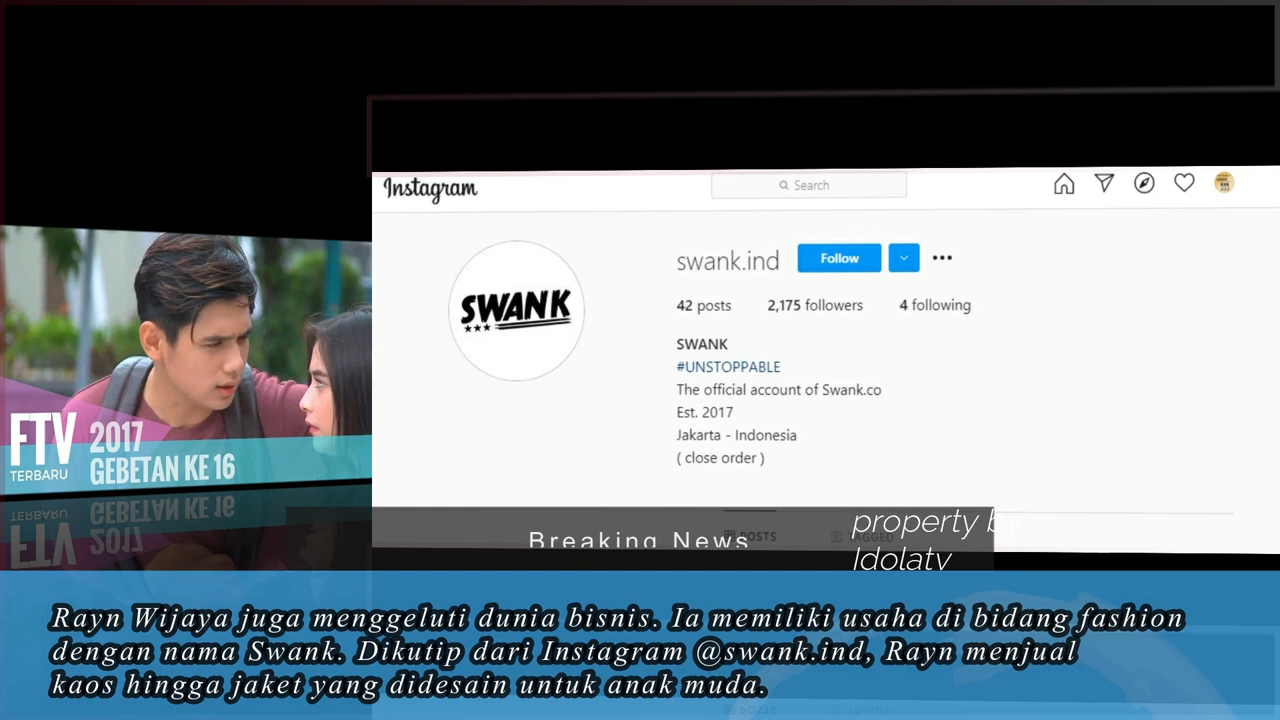 Instagram
Search
swank.ind
Follow
42 posts 2,175 followers 4 following
SWANK
SWANK
#UNSTOPPABLE
The official account of Swank.co
Est. 2017
Jakarta - Indonesia
( close order )
FTV
TERBARU
2017
GEBETAN KE 16
POSTS TAGGED
Breaking News
property by
Idolatv
Rayn Wijaya juga menggeluti dunia bisnis. Ia memiliki usaha di bidang fashion
dengan nama Swank. Dikutip dari Instagram @swank.ind, Rayn menjual
kaos hingga jaket yang didesain untuk anak muda.